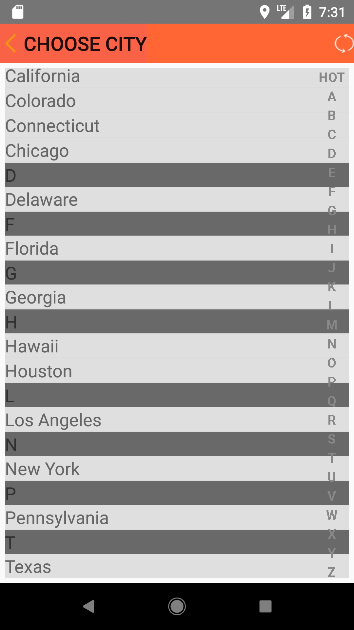 LTE 7:31
CHOOSE CITY
California
Colorado
Connecticut
Chicago
D
Delaware
F
Florida
G
Georgia
H
Hawaii
Houston
L
Los Angeles
N
New York
P
Pennsylvania
T
Texas
HOT
A
B
C
D
E
F
G
H
I
J
K
L
M
N
O
P
Q
R
S
T
U
V
W
X
Y
Z